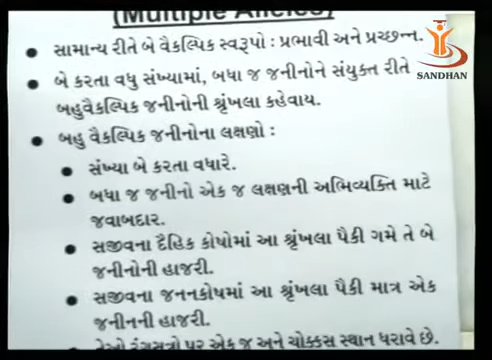 (Multiple Alleles)
સામાન્ય રીતે બે વૈકલ્પિક સ્વરૂપો : પ્રભાવી અને પ્રચ્છન્ન.
બે કરતા વધુ સંખ્યામાં, બધા જ જનીનોને સંયુક્ત રીતે
બહુવૈકલ્પિક જનીનોની શ્રૃંખલા કહેવાય.
બહુ વૈકલ્પિક જનીનોના લક્ષણો :
સંખ્યા બે કરતા વધારે.
બધા જ જનીનો એક જ લક્ષણની અભિવ્યક્તિ માટે
જવાબદાર.
સજીવના દૈહિક કોષોમાં આ શ્રૃંખલા પૈકી ગમે તે બે
જનીનોની હાજરી.
સજીવના જનનકોષમાં આ શ્રૃંખલા પૈકી માત્ર એક
જનીનની હાજરી.
તેઓ રંગસૂત્રો પર એક જ અને ચોક્કસ સ્થાન ધરાવે છે.
SANDHAN